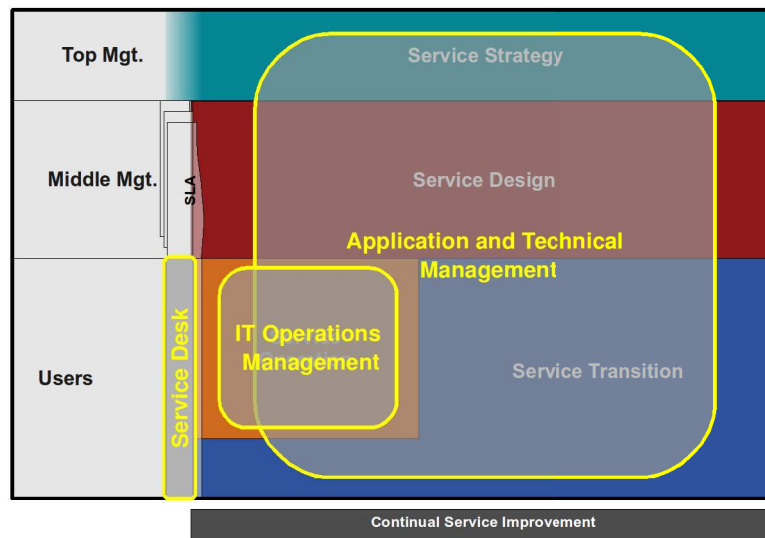 Top Mgt.
Service Strategy
Middle Mgt.
SLA
Service Design
Application and Technical
Management
Users
Service Desk
IT Operations
Management
Service Transition
Continual Service Improvement